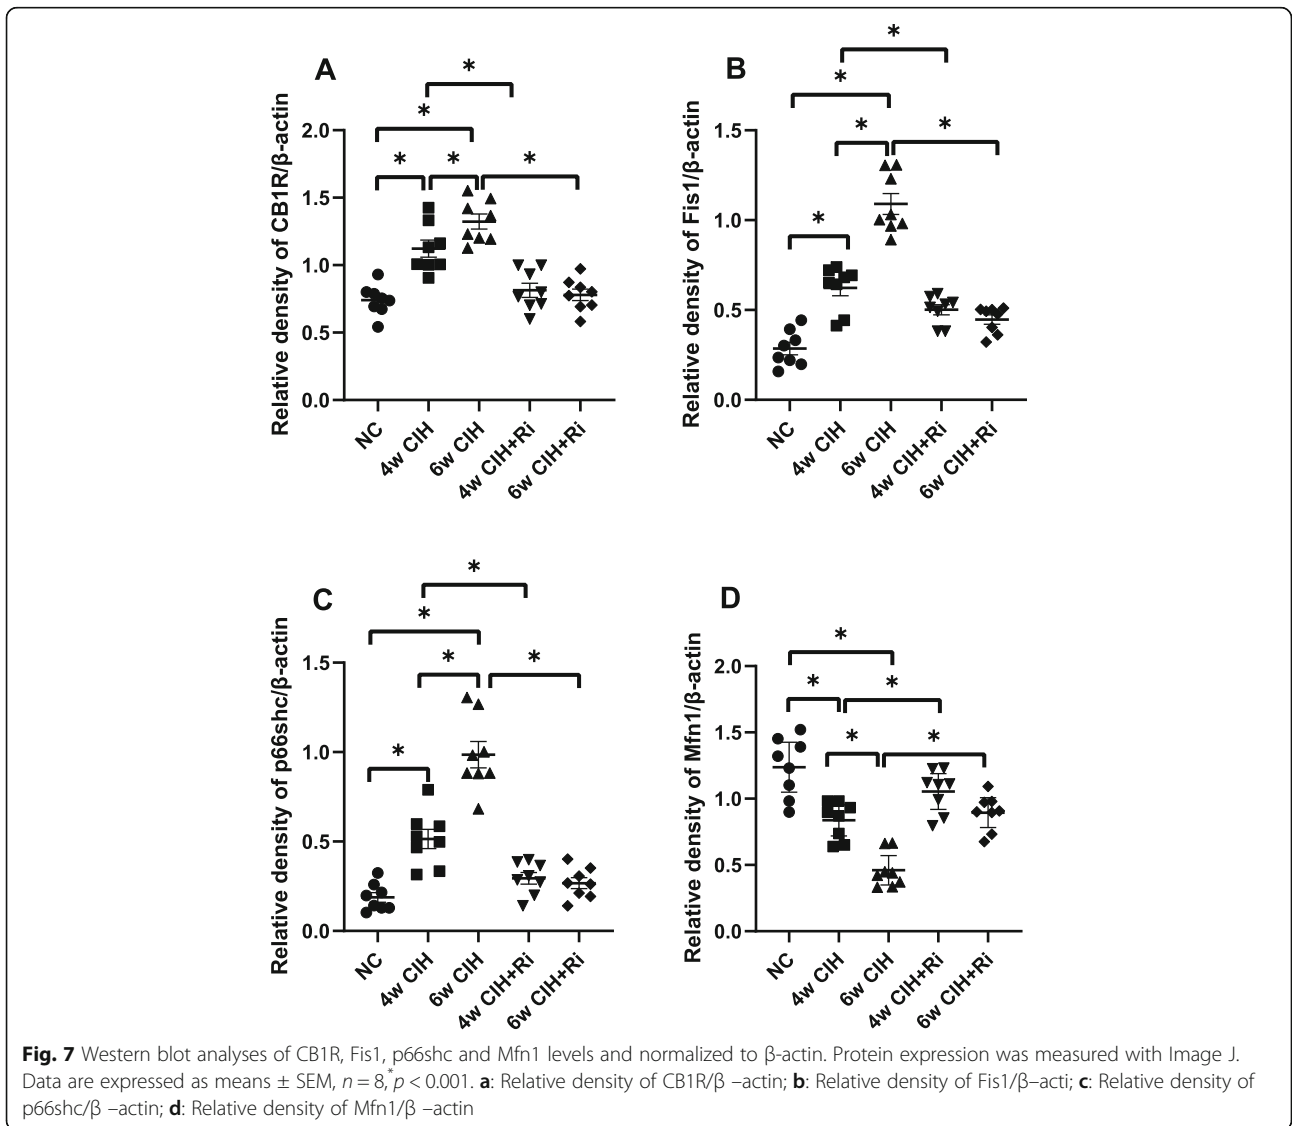 A
*
*
*
*
*
Relative density of CB1R/β-actin
2.0
1.5
1.0
0.5
0.0
NC
4w CIH
6w CIH
4w CIH+Ri
6w CIH+Ri
B
*
*
*
*
*
Relative density of Fis1/β-actin
1.5
1.0
0.5
0.0
NC
4w CIH
6w CIH
4w CIH+Ri
6w CIH+Ri
C
*
*
*
*
*
Relative density of p66shc/β-actin
1.5
1.0
0.5
0.0
NC
4w CIH
6w CIH
4w CIH+Ri
6w CIH+Ri
D
*
*
*
*
*
Relative density of Mfn1/β-actin
2.0
1.5
1.0
0.5
0.0
NC
4w CIH
6w CIH
4w CIH+Ri
6w CIH+Ri
Fig. 7 Western blot analyses of CB1R, Fis1, p66shc and Mfn1 levels and normalized to β-actin. Protein expression was measured with Image J.
Data are expressed as means ± SEM, n = 8,*p < 0.001. a: Relative density of CB1R/β –actin; b: Relative density of Fis1/β–acti; c: Relative density of
p66shc/β –actin; d: Relative density of Mfn1/β –actin